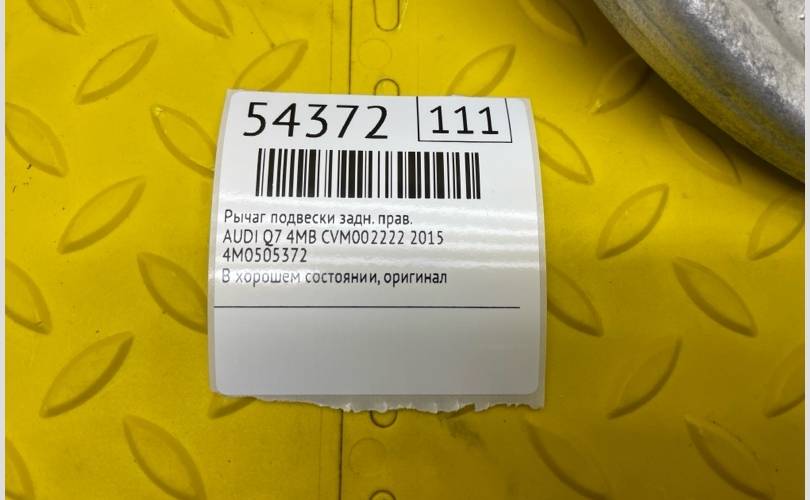 54372 111
Рычаг подвески задн. прав.
AUDI Q7 4MB CVM002222 2015
4M0505372
В хорошем состоянии, оригинал